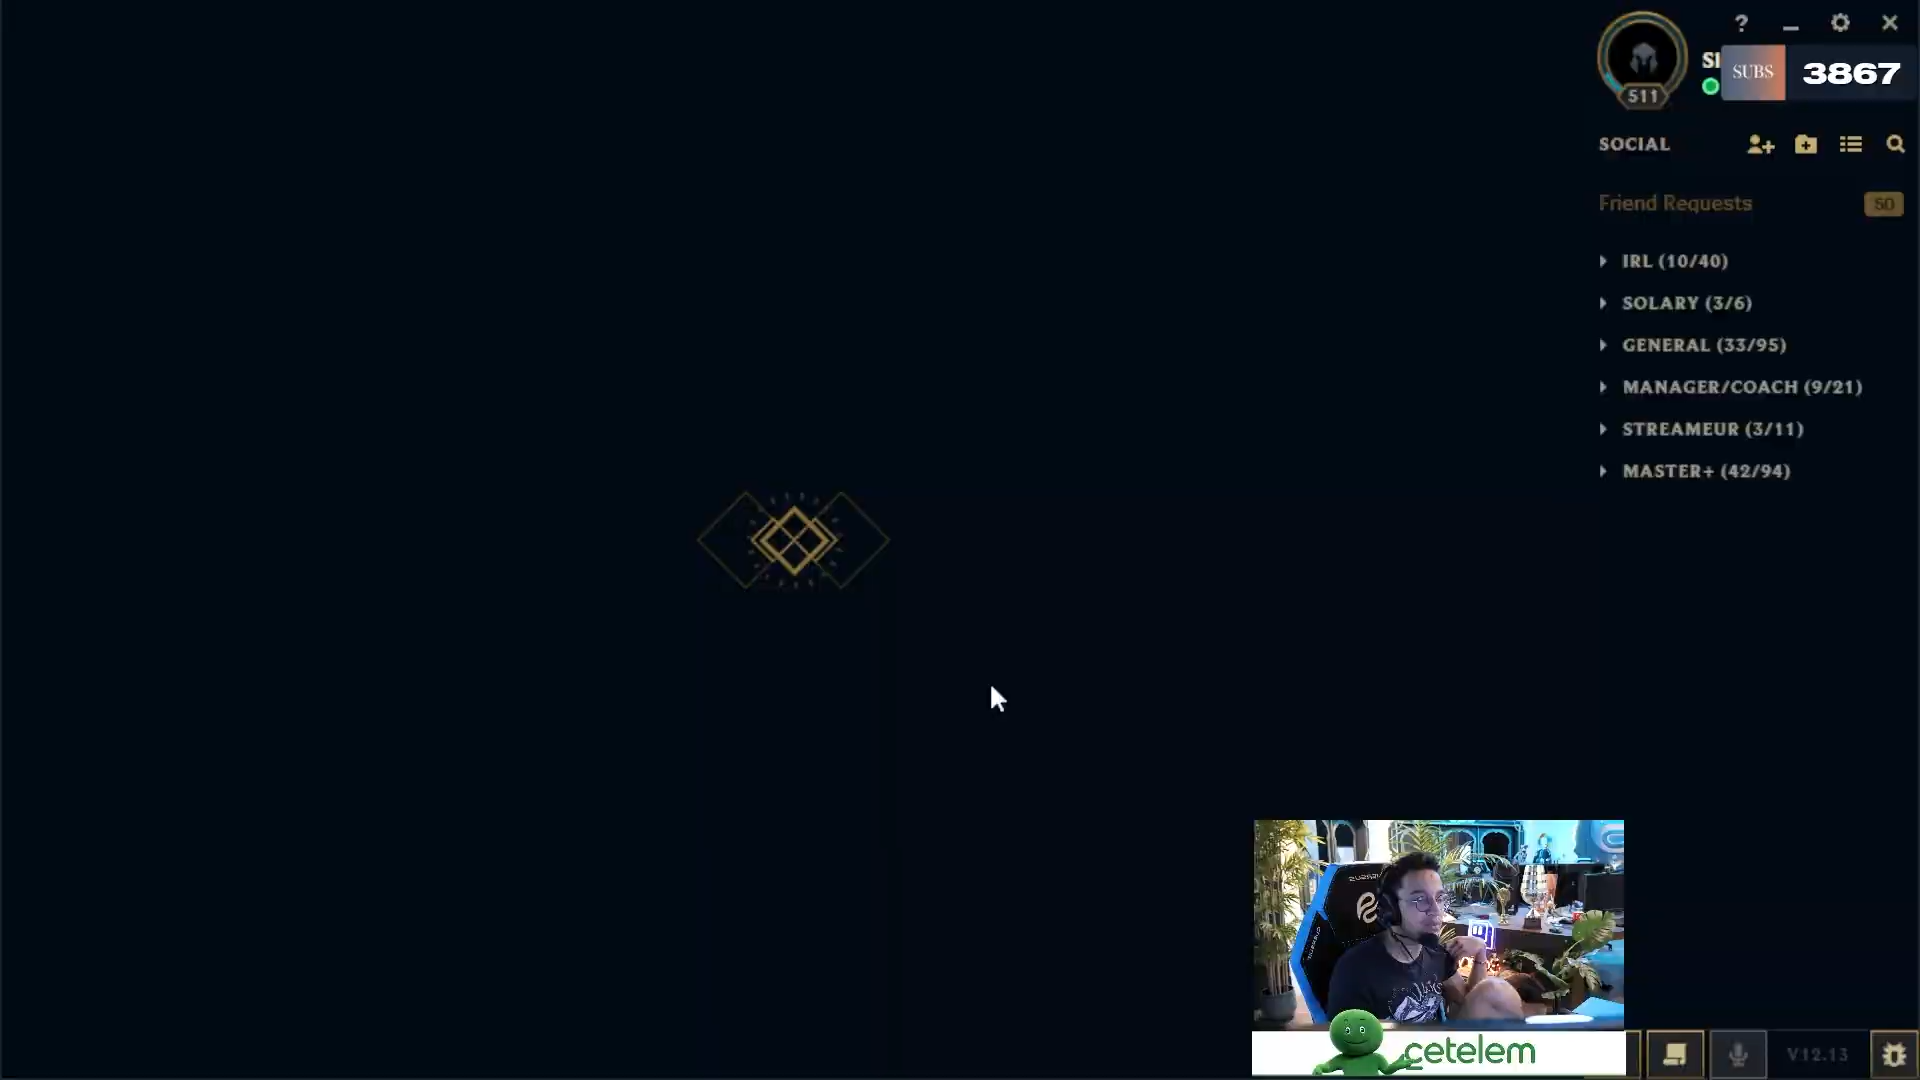 ?
SUBS 3867
511
SOCIAL
Friend Requests 50
IRL (10/40)
SOLARY (3/6)
GENERAL (33/95)
MANAGER/COACH (9/21)
STREAMEUR (3/11)
MASTER+ (42/94)
cetelem
V12.13